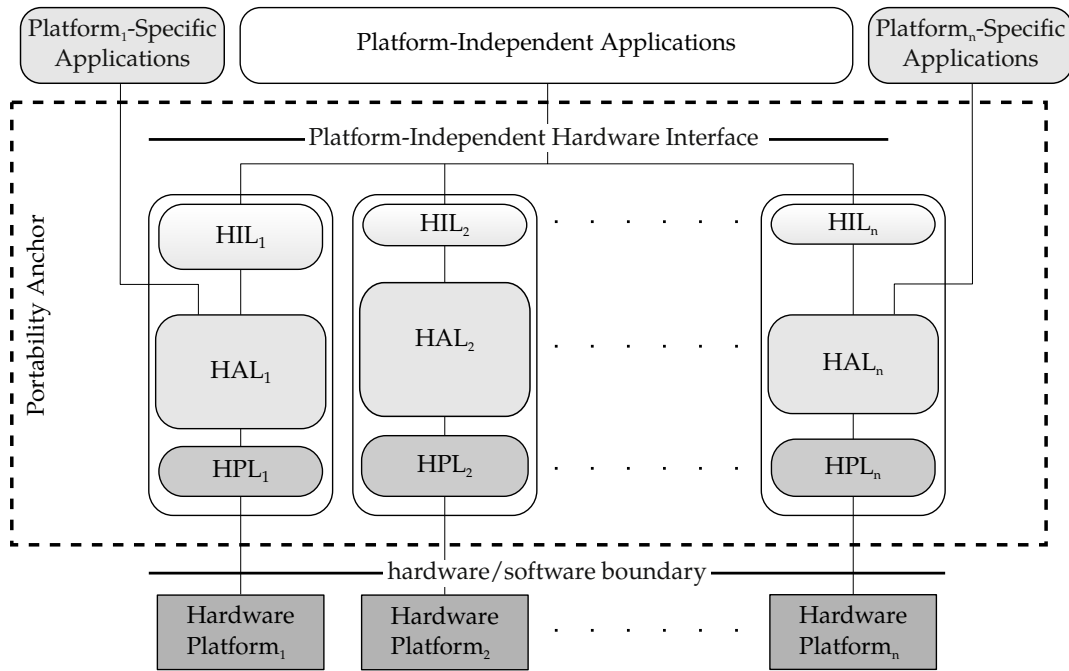 Platform₁-Specific
Applications
Platform-Independent Applications
Platformₙ-Specific
Applications
Platform-Independent Hardware Interface
Portability Anchor
HIL₁
HIL₂
. . . . . .
HILₙ
HAL₁
HAL₂
. . . . . .
HALₙ
HPL₁
HPL₂
. . . . . .
HPLₙ
hardware/software boundary
Hardware
Platform₁
Hardware
Platform₂
. . . . . .
Hardware
Platformₙ